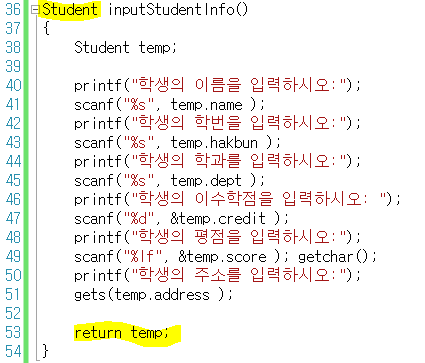 36 Student inputStudentInfo()
37 {
38 Student temp;
39
40 printf("학생의 이름을 입력하시오:");
41 scanf("%s", temp.name );
42 printf("학생의 학번을 입력하시오:");
43 scanf("%s", temp.hakbun );
44 printf("학생의 학과를 입력하시오:");
45 scanf("%s", temp.dept );
46 printf("학생의 이수학점을 입력하시오: ");
47 scanf("%d", &temp.credit );
48 printf("학생의 평점을 입력하시오:");
49 scanf("%lf", &temp.score ); getchar();
50 printf("학생의 주소를 입력하시오:");
51 gets(temp.address );
52
53 return temp;
54 }